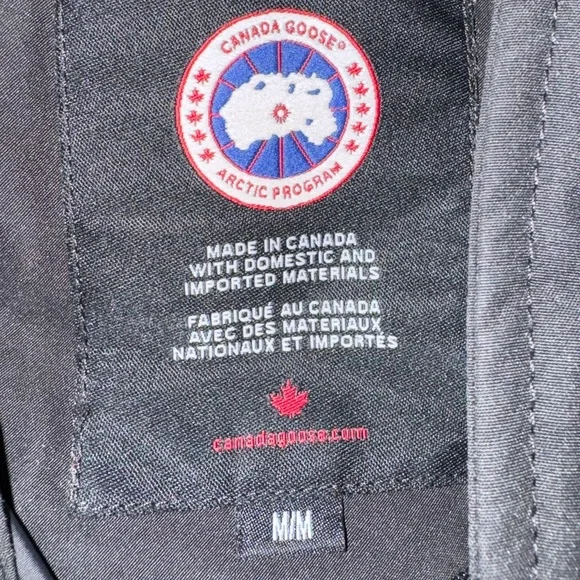 CANADA GOOSE®
ARCTIC PROGRAM
MADE IN CANADA
WITH DOMESTIC AND
IMPORTED MATERIALS
FABRIQUÉ AU CANADA
AVEC DES MATERIAUX
NATIONAUX ET IMPORTÉS
canadagoose.com
M/M